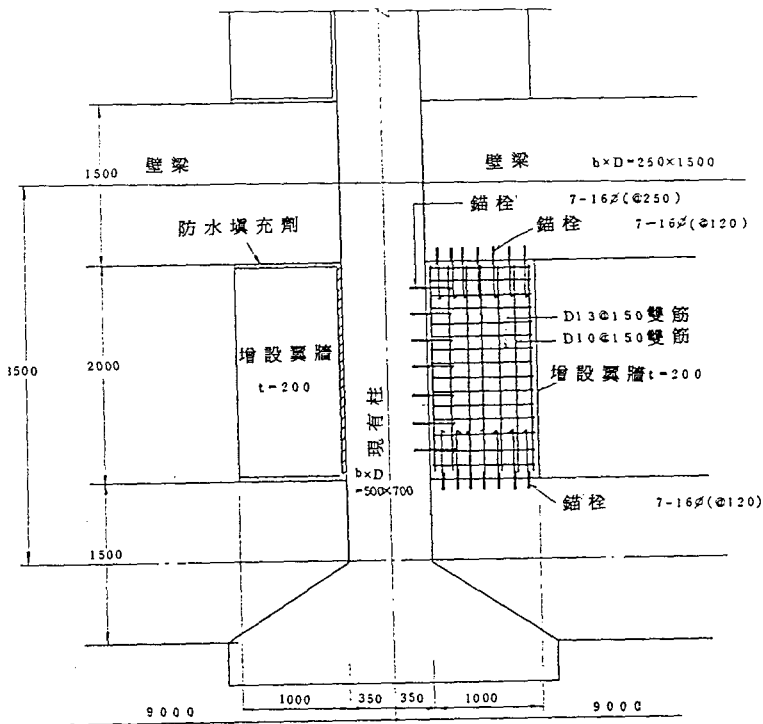 壁梁
壁梁
b×D=250×1500
1500
錨栓 7-16∅(@250)
防水填充劑
錨栓 7-16∅(@120)
D13@150雙筋
D10@150雙筋
增設翼牆
t=200
2000
增設翼牆t=200
現有柱
b×D
=500×700
錨栓 7-16∅(@120)
1500
1000 350 350 1000
9000